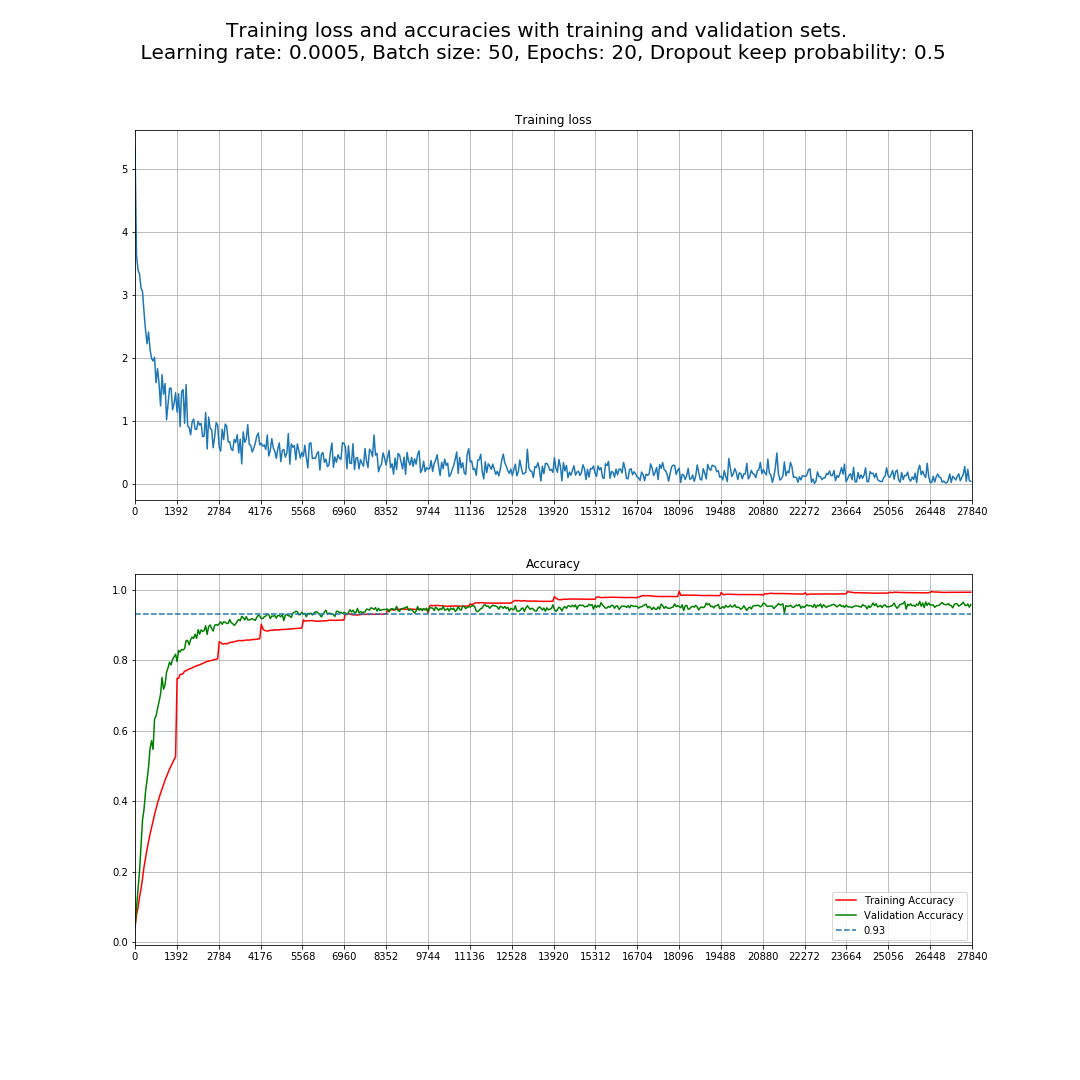 Training loss and accuracies with training and validation sets.
Learning rate: 0.0005, Batch size: 50, Epochs: 20, Dropout keep probability: 0.5
Training loss
5
4
3
2
1
0
0 1392 2784 4176 5568 6960 8352 9744 11136 12528 13920 15312 16704 18096 19488 20880 22272 23664 25056 26448 27840
Accuracy
1.0
0.8
0.6
0.4
0.2
0.0
Training Accuracy
Validation Accuracy
0.93
0 1392 2784 4176 5568 6960 8352 9744 11136 12528 13920 15312 16704 18096 19488 20880 22272 23664 25056 26448 27840